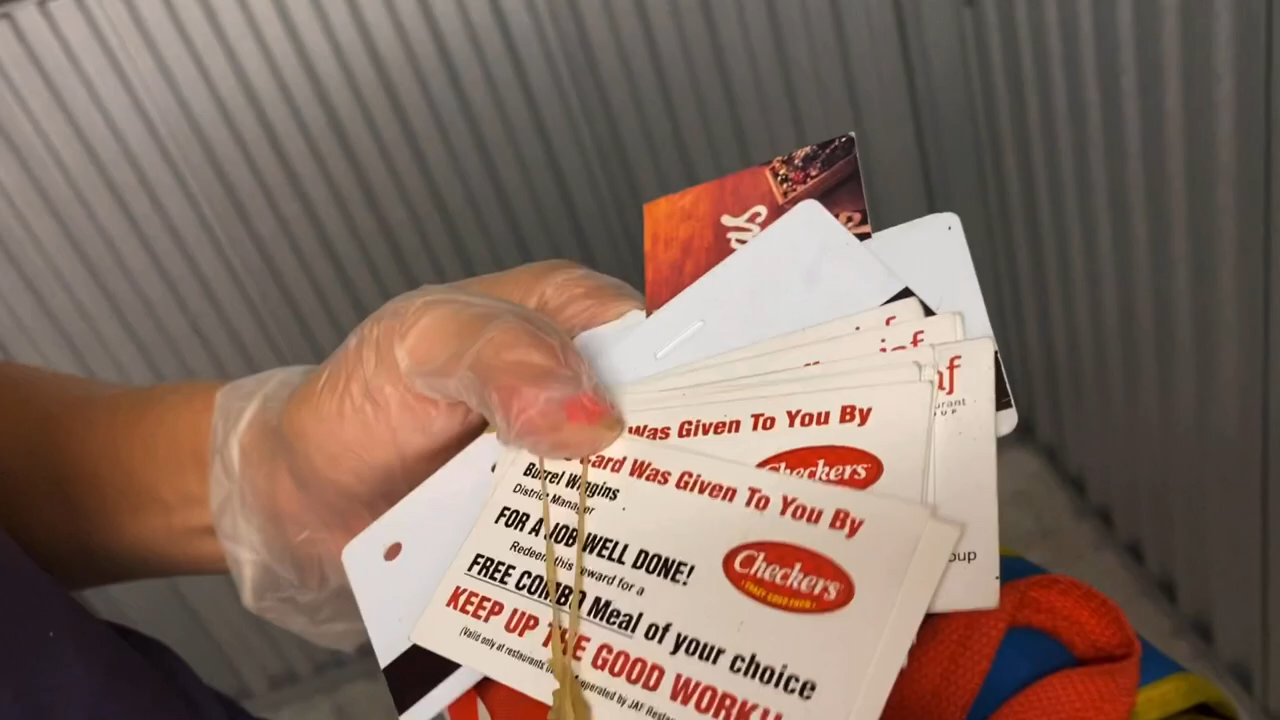 Was Given To You By
Checkers
Card Was Given To You By
Burrel Wiggins
District Manager
FOR A JOB WELL DONE!
Redeem this reward for a
FREE COMBO Meal of your choice
KEEP UP THE GOOD WORK!!
(Valid only at restaurants operated by JAF
Checkers
jaf